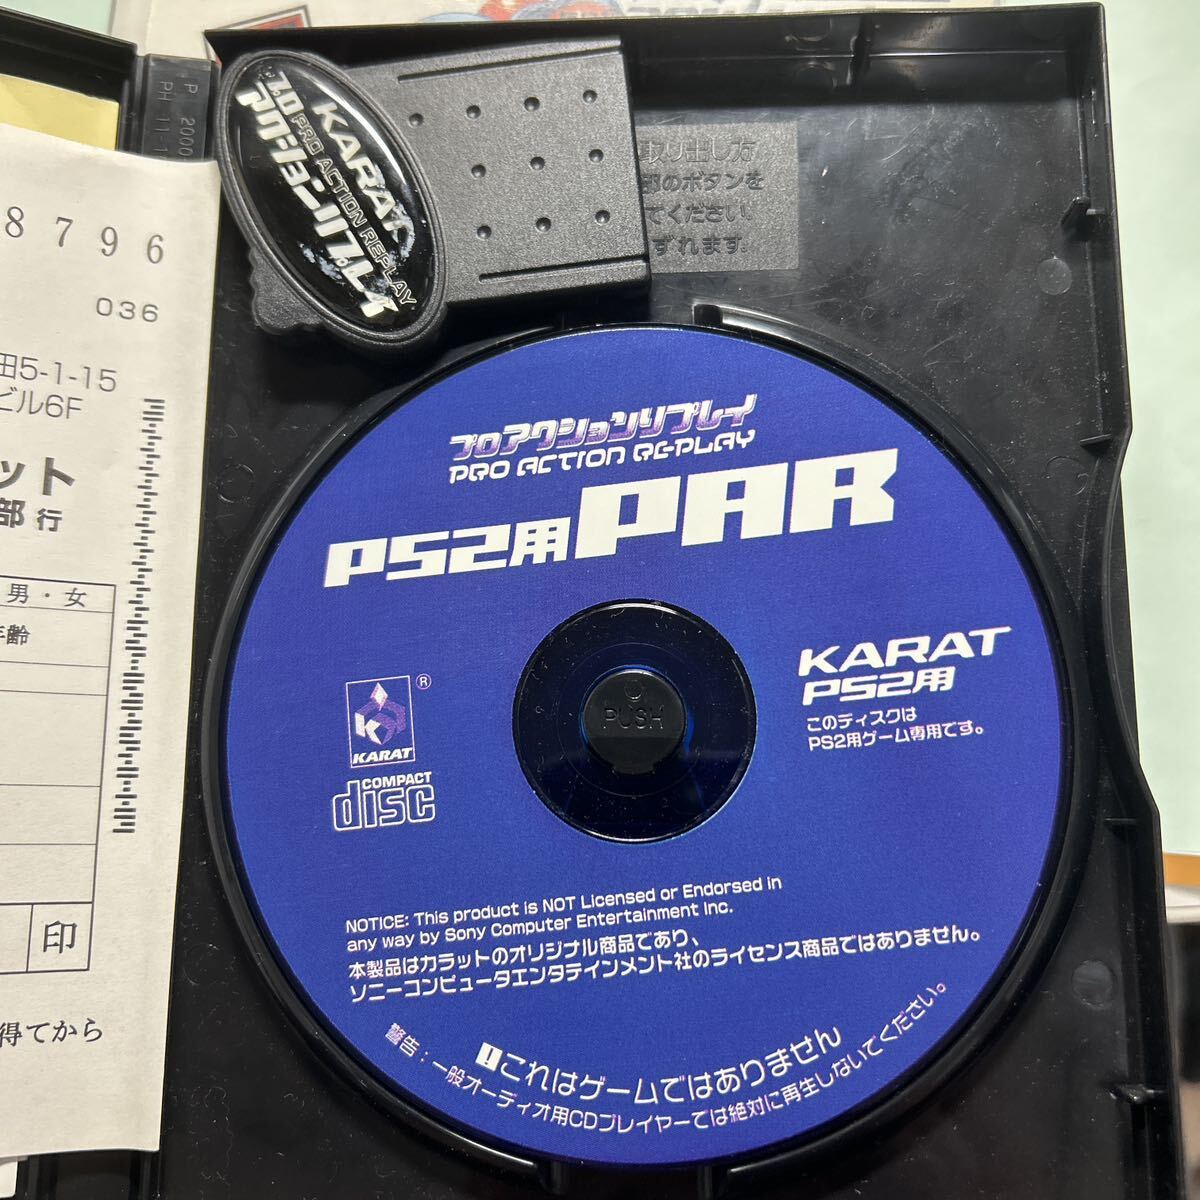 P 2000
PH 11-1
KARAT
プロ PRO ACTION REPLAY
アクションリプレイ
取り出し方
部のボタンを
てください。
ずれます。
8796
036
田5-1-15
ビル6F
ット
部 行
男・女
年齢
印
得てから
プロアクションリプレイ
PRO ACTION REPLAY
PS2用PAR
KARAT
PS2用
このディスクは
PS2用ゲーム専用です。
®
KARAT
COMPACT
disc
PUSH
NOTICE: This product is NOT Licensed or Endorsed in
any way by Sony Computer Entertainment Inc.
本製品はカラットのオリジナル商品であり、
ソニーコンピュータエンタテインメント社のライセンス商品ではありません。
!これはゲームではありません
警告：一般オーディオ用CDプレイヤーでは絶対に再生しないでください。